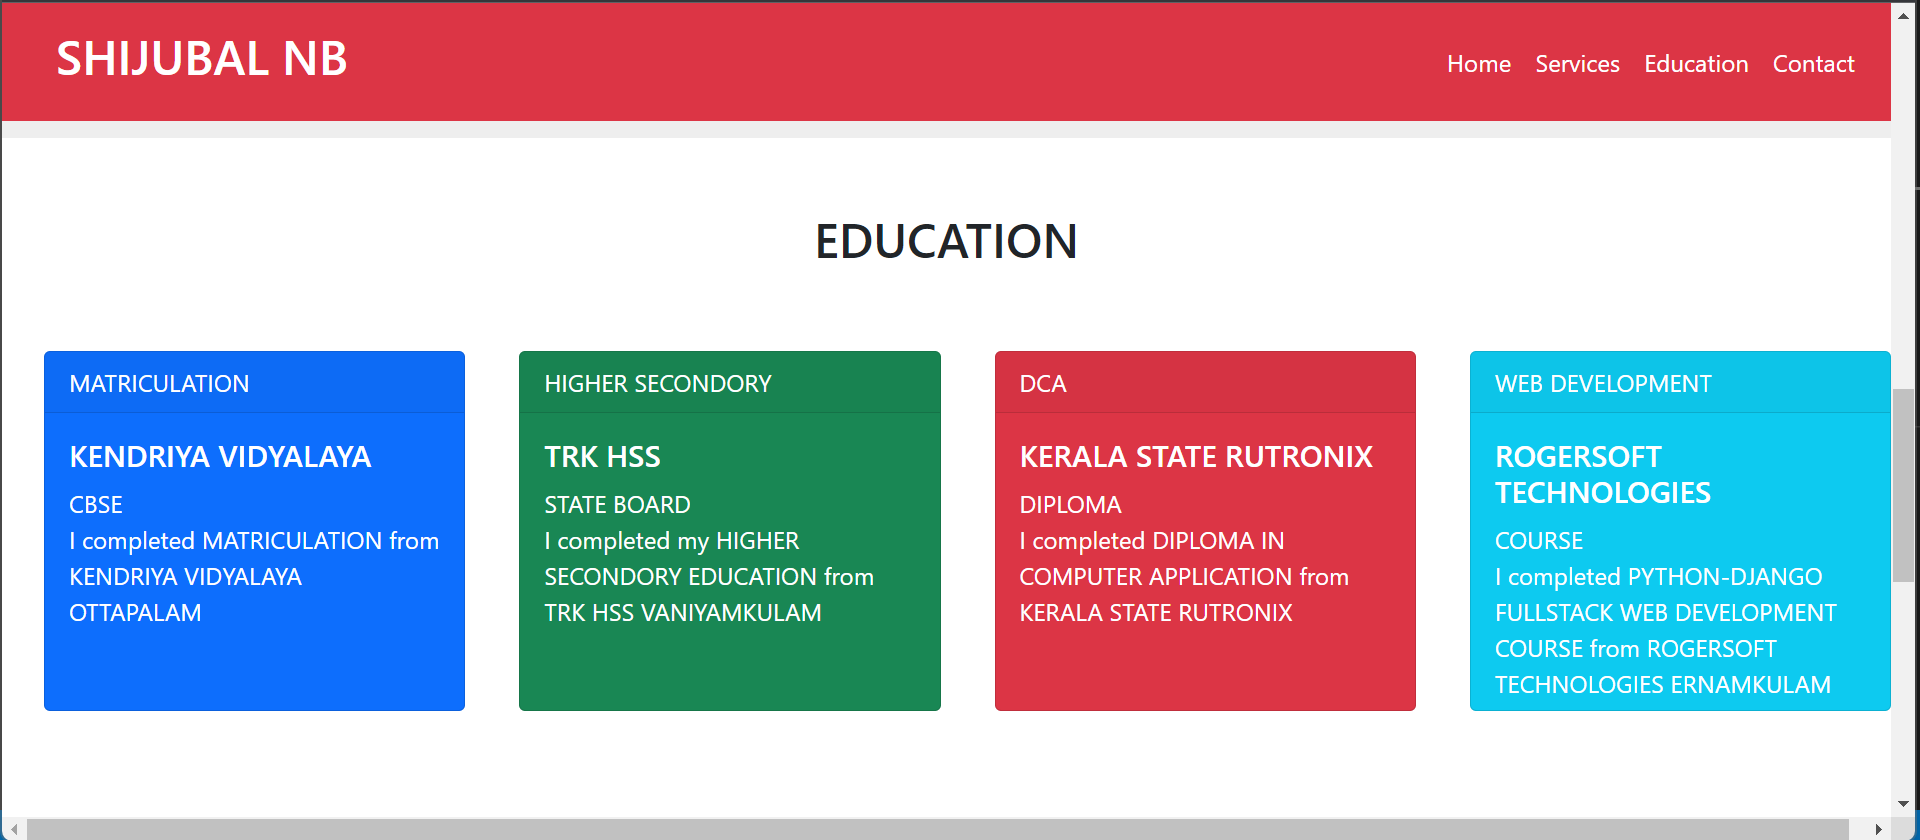 SHIJUBAL NB
Home Services Education Contact
EDUCATION
MATRICULATION
KENDRIYA VIDYALAYA
CBSE
I completed MATRICULATION from
KENDRIYA VIDYALAYA
OTTAPALAM
HIGHER SECONDORY
TRK HSS
STATE BOARD
I completed my HIGHER
SECONDORY EDUCATION from
TRK HSS VANIYAMKULAM
DCA
KERALA STATE RUTRONIX
DIPLOMA
I completed DIPLOMA IN
COMPUTER APPLICATION from
KERALA STATE RUTRONIX
WEB DEVELOPMENT
ROGERSOFT
TECHNOLOGIES
COURSE
I completed PYTHON-DJANGO
FULLSTACK WEB DEVELOPMENT
COURSE from ROGERSOFT
TECHNOLOGIES ERNAMKULAM